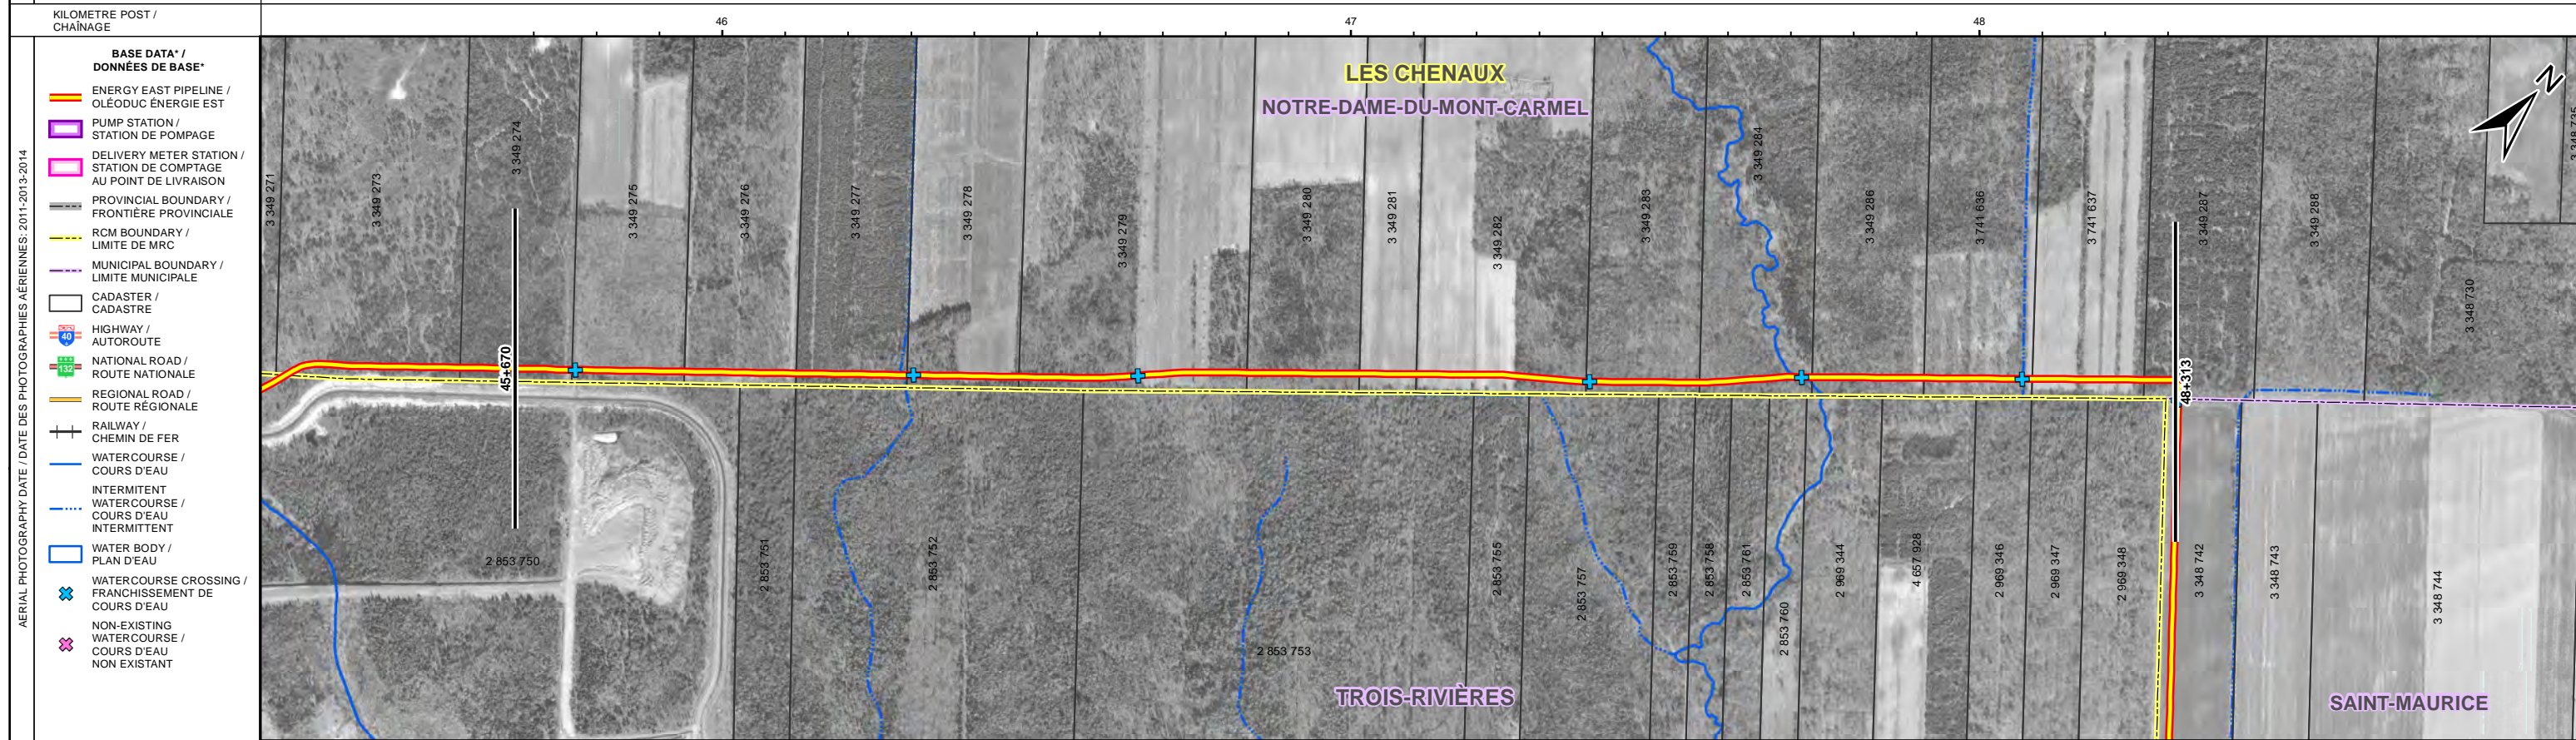 KILOMETRE POST /
CHAÎNAGE
46
47
48
AERIAL PHOTOGRAPHY DATE / DATE DES PHOTOGRAPHIES AÉRIENNES: 2011-2013-2014
BASE DATA* /
DONNÉES DE BASE*
ENERGY EAST PIPELINE /
OLÉODUC ÉNERGIE EST
PUMP STATION /
STATION DE POMPAGE
DELIVERY METER STATION /
STATION DE COMPTAGE
AU POINT DE LIVRAISON
PROVINCIAL BOUNDARY /
FRONTIÈRE PROVINCIALE
RCM BOUNDARY /
LIMITE DE MRC
MUNICIPAL BOUNDARY /
LIMITE MUNICIPALE
CADASTER /
CADASTRE
40
HIGHWAY /
AUTOROUTE
132
NATIONAL ROAD /
ROUTE NATIONALE
REGIONAL ROAD /
ROUTE RÉGIONALE
RAILWAY /
CHEMIN DE FER
WATERCOURSE /
COURS D'EAU
INTERMITENT
WATERCOURSE /
COURS D'EAU
INTERMITTENT
WATER BODY /
PLAN D'EAU
WATERCOURSE CROSSING /
FRANCHISSEMENT DE
COURS D'EAU
NON-EXISTING
WATERCOURSE /
COURS D'EAU
NON EXISTANT
LES CHENAUX
NOTRE-DAME-DU-MONT-CARMEL
N
3 349 271
3 349 273
3 349 274
3 349 275
3 349 276
3 349 277
3 349 278
3 349 279
3 349 280
3 349 281
3 349 282
3 349 283
3 349 284
3 349 286
3 741 636
3 741 637
3 349 287
3 349 288
3 348 730
3 348 735
45+670
48+313
2 853 750
2 853 751
2 853 752
2 853 753
2 853 755
2 853 757
2 853 759
2 853 758
2 853 761
2 853 760
2 969 344
4 657 928
2 969 346
2 969 347
2 969 348
3 348 742
3 348 743
3 348 744
TROIS-RIVIÈRES
SAINT-MAURICE